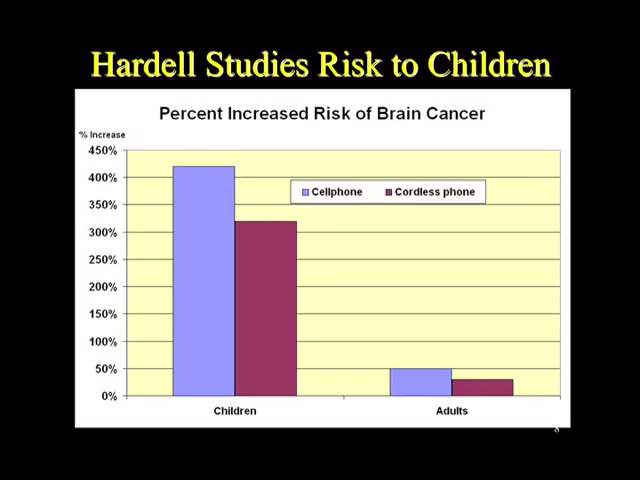 Hardell Studies Risk to Children
Percent Increased Risk of Brain Cancer
% Increase
450%
400%
350%
300%
250%
200%
150%
100%
50%
0%
Cellphone
Cordless phone
Children
Adults
8